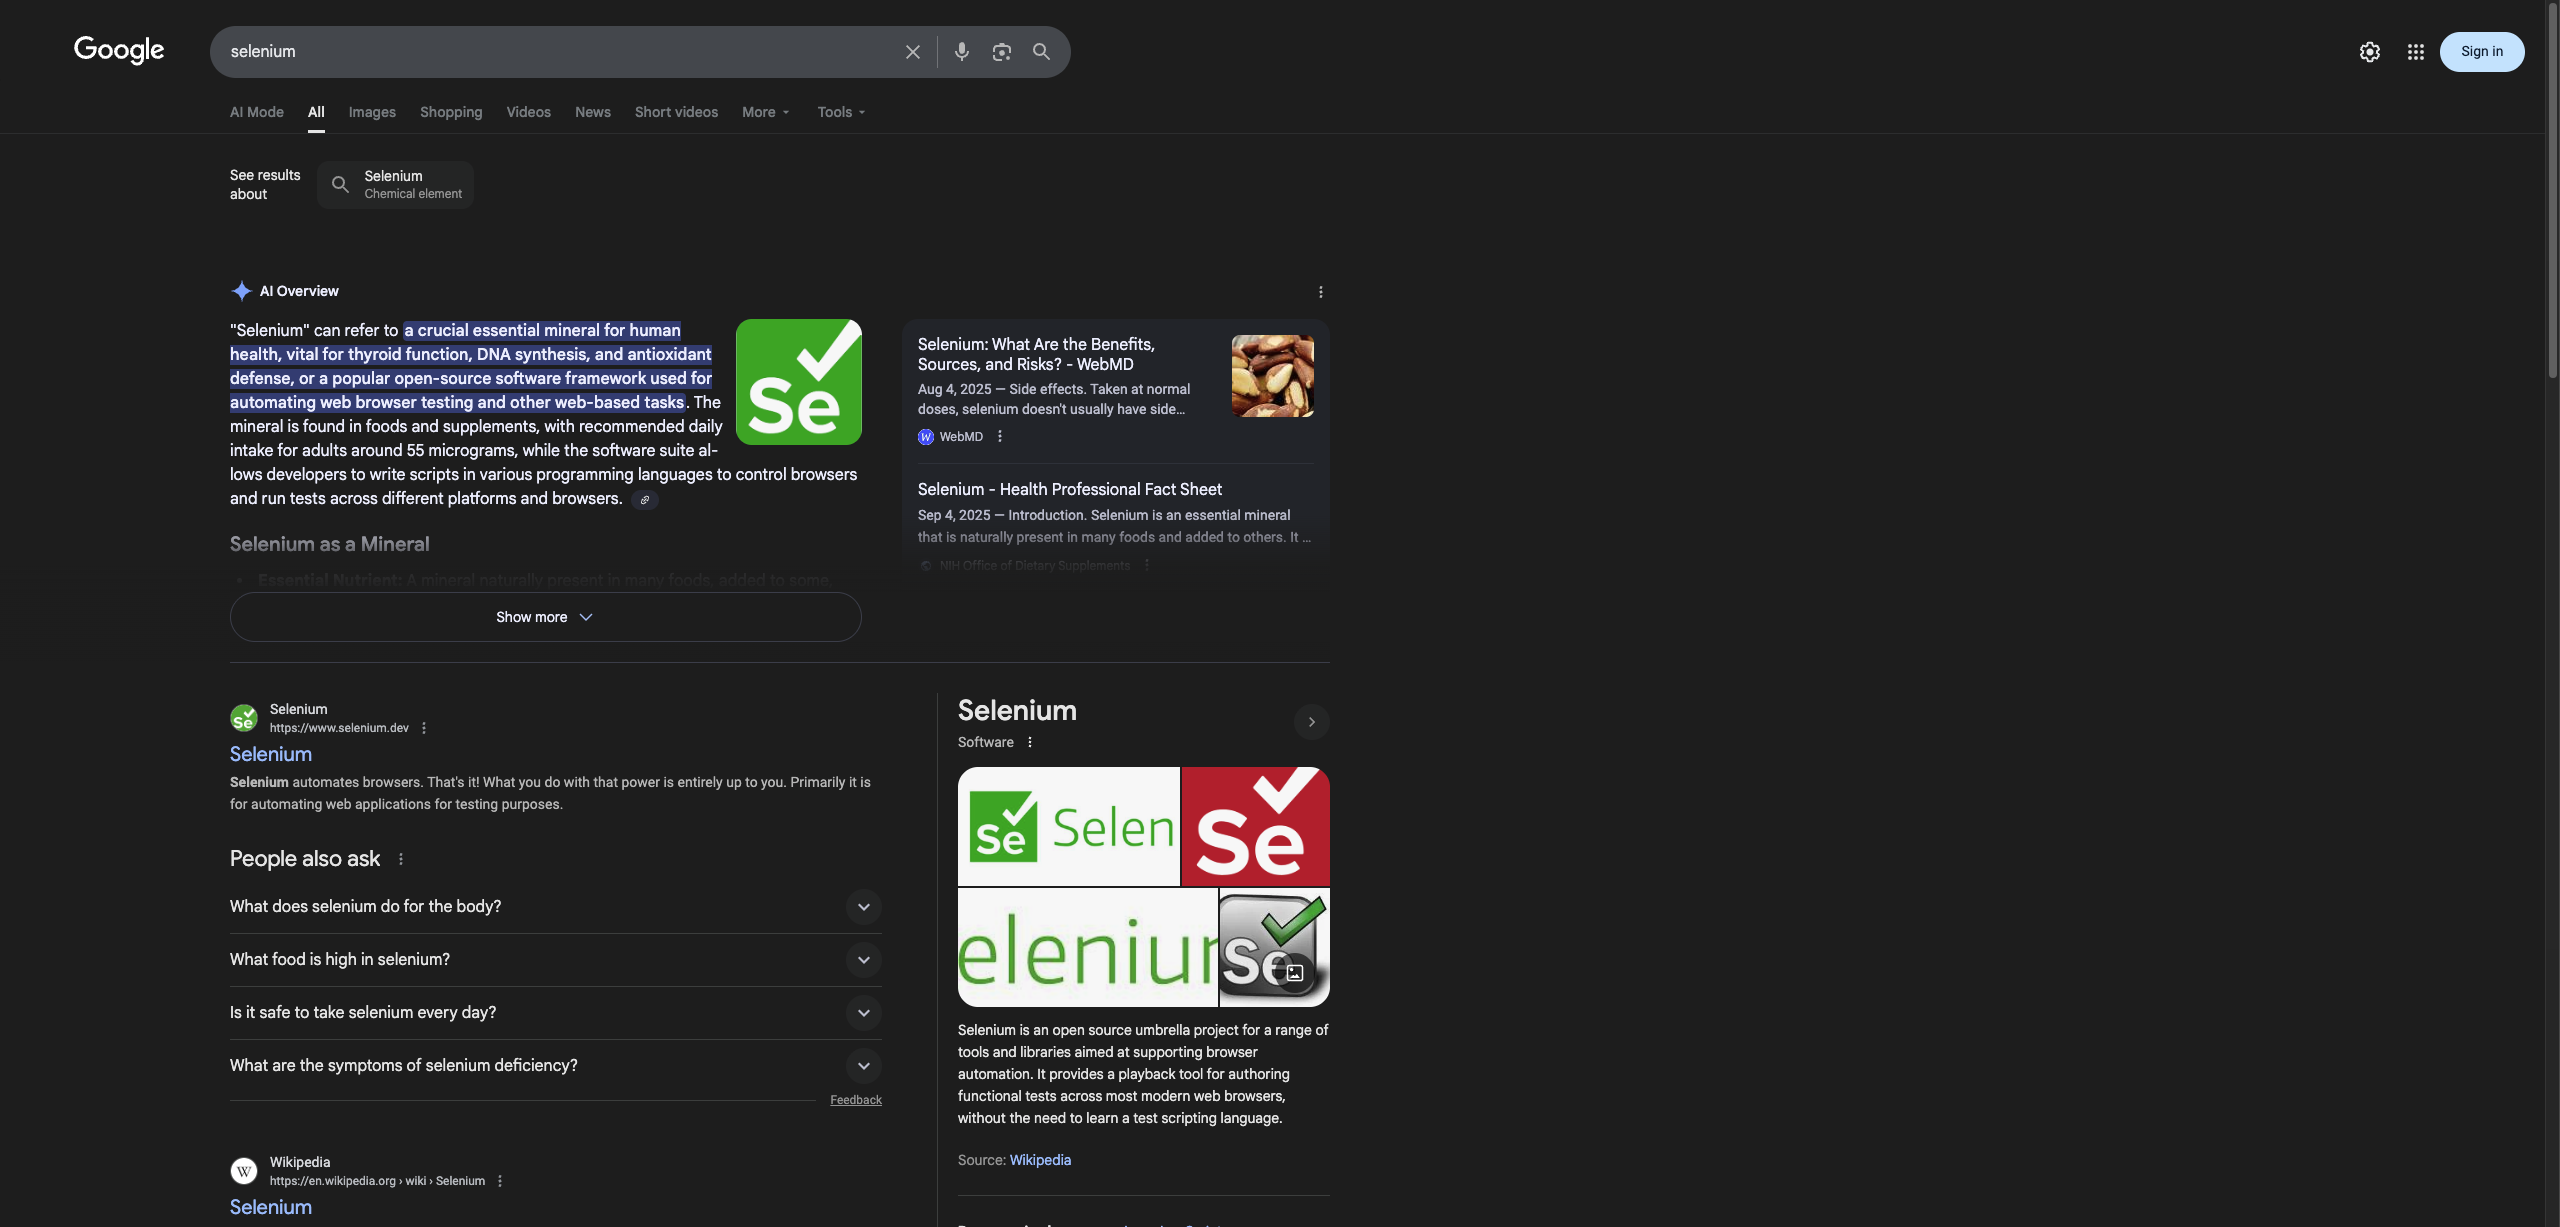 Google
selenium
Sign in
AI Mode
All
Images
Shopping
Videos
News
Short videos
More
Tools
See results
about
Selenium
Chemical element
AI Overview
"Selenium" can refer to a crucial essential mineral for human
health, vital for thyroid function, DNA synthesis, and antioxidant
defense, or a popular open-source software framework used for
automating web browser testing and other web-based tasks. The
mineral is found in foods and supplements, with recommended daily
intake for adults around 55 micrograms, while the software suite al-
lows developers to write scripts in various programming languages to control browsers
and run tests across different platforms and browsers.
Se
Selenium as a Mineral
• Essential Nutrient: A mineral naturally present in many foods, added to some,
Show more
Selenium: What Are the Benefits,
Sources, and Risks? - WebMD
Aug 4, 2025 — Side effects. Taken at normal
doses, selenium doesn't usually have side...
W WebMD
Selenium - Health Professional Fact Sheet
Sep 4, 2025 — Introduction. Selenium is an essential mineral
that is naturally present in many foods and added to others. It ...
NIH Office of Dietary Supplements
Se
Selenium
https://www.selenium.dev
Selenium
Selenium automates browsers. That's it! What you do with that power is entirely up to you. Primarily it is
for automating web applications for testing purposes.
People also ask
What does selenium do for the body?
What food is high in selenium?
Is it safe to take selenium every day?
What are the symptoms of selenium deficiency?
Feedback
W
Wikipedia
https://en.wikipedia.org › wiki › Selenium
Selenium
Selenium
Software
Se Selen
Se
eleniur
Se
Selenium is an open source umbrella project for a range of
tools and libraries aimed at supporting browser
automation. It provides a playback tool for authoring
functional tests across most modern web browsers,
without the need to learn a test scripting language.
Source: Wikipedia